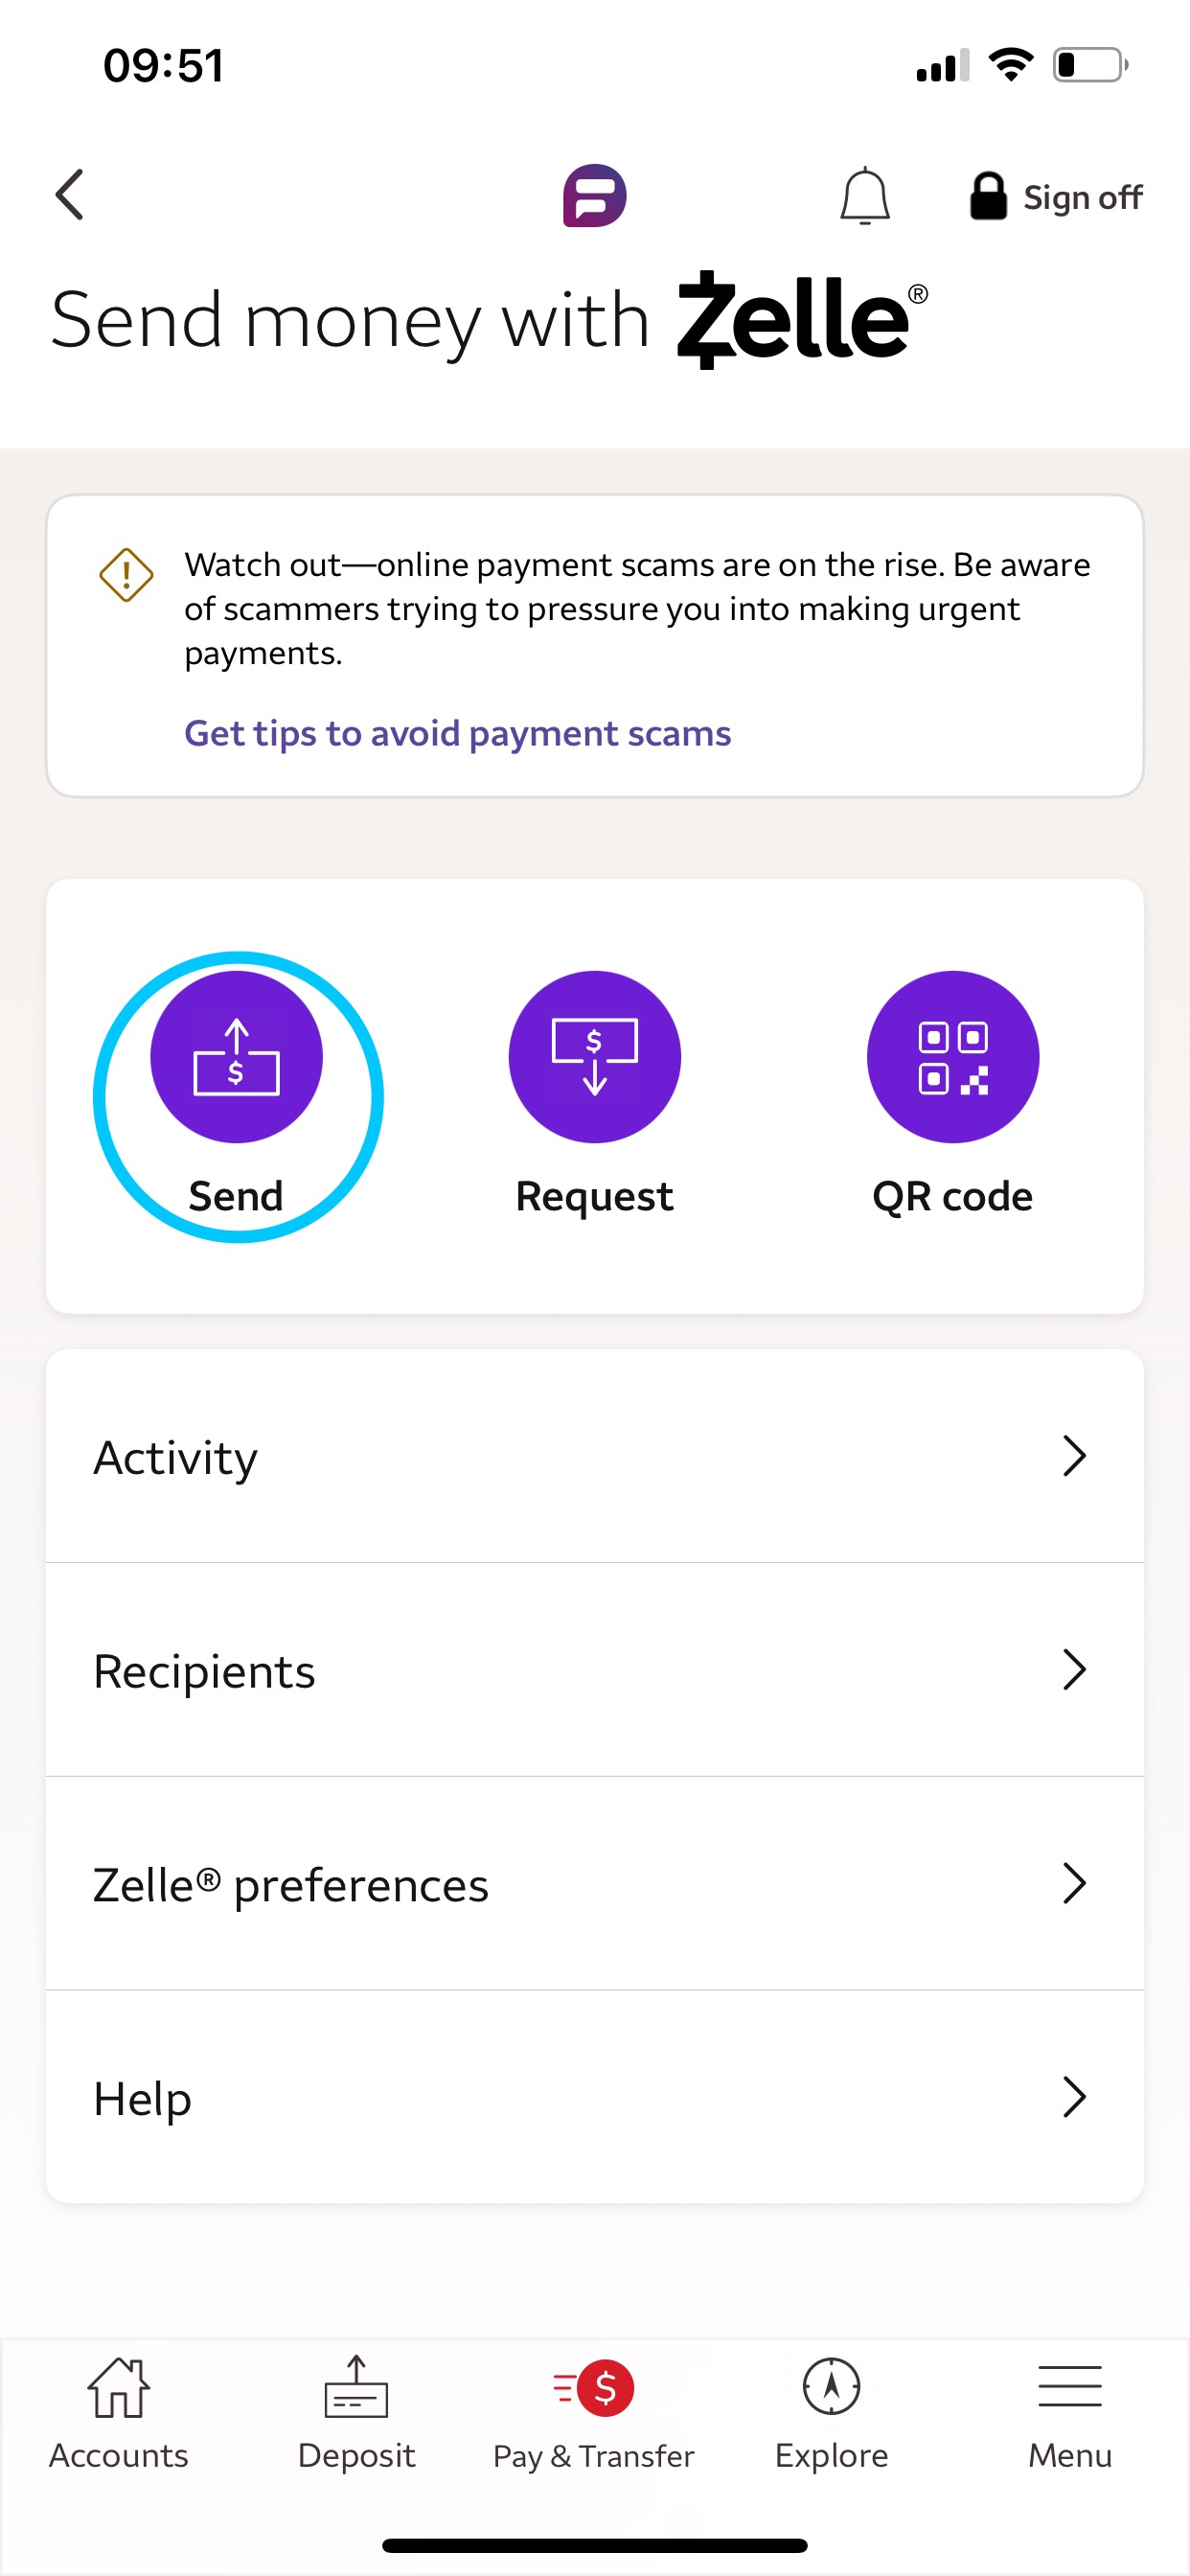 09:51
Sign off
Send money with Zelle®
Watch out—online payment scams are on the rise. Be aware
of scammers trying to pressure you into making urgent
payments.
Get tips to avoid payment scams
$
$
Send
Request
QR code
Activity
Recipients
Zelle® preferences
Help
$
Accounts
Deposit
Pay & Transfer
Explore
Menu